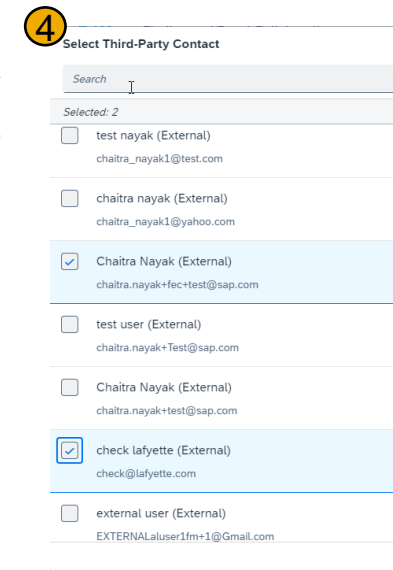 4
Select Third-Party Contact
Search
Selected: 2
test nayak (External)
chaitra_nayak1@test.com
chaitra nayak (External)
chaitra_nayak1@yahoo.com
Chaitra Nayak (External)
chaitra.nayak+fec+test@sap.com
test user (External)
chaitra.nayak+Test@sap.com
Chaitra Nayak (External)
chaitra.nayak+test@sap.com
check lafyette (External)
check@lafyette.com
external user (External)
EXTERNALaluser1fm+1@Gmail.com